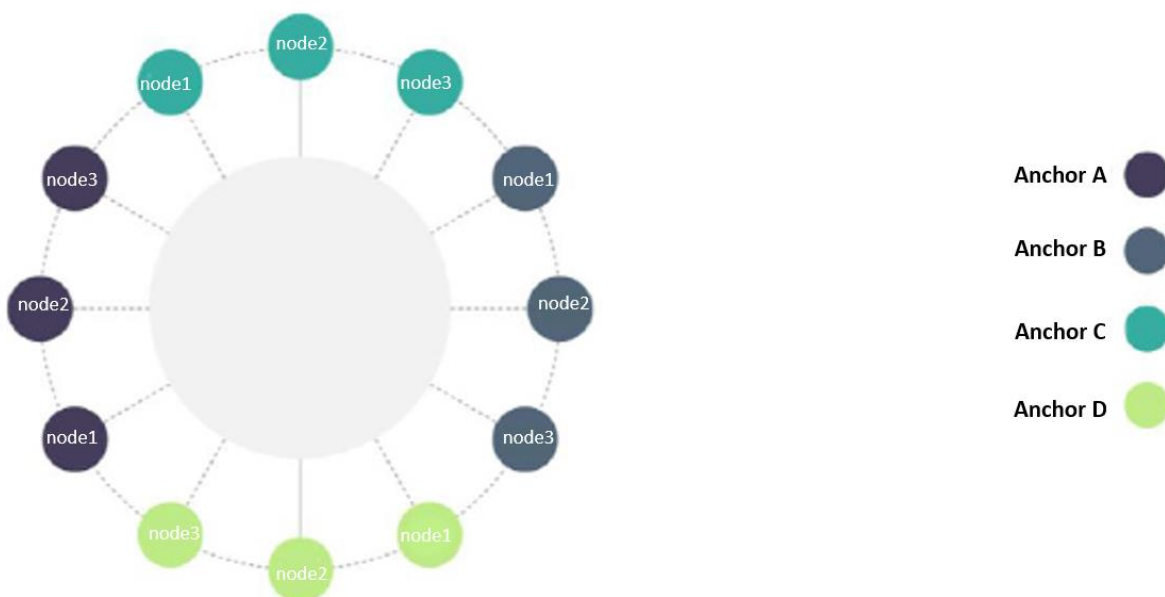 node2
node1
node3
node3
node1
Anchor A
Anchor B
node2
node2
Anchor C
Anchor D
node1
node3
node3
node1
node2